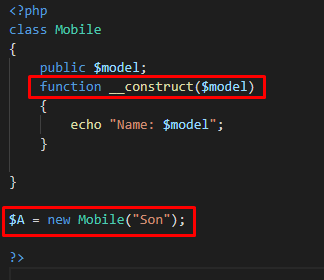 <?php
class Mobile
{
public $model;
function __construct($model)
{
echo "Name: $model";
}
}
$A = new Mobile("Son");
?>